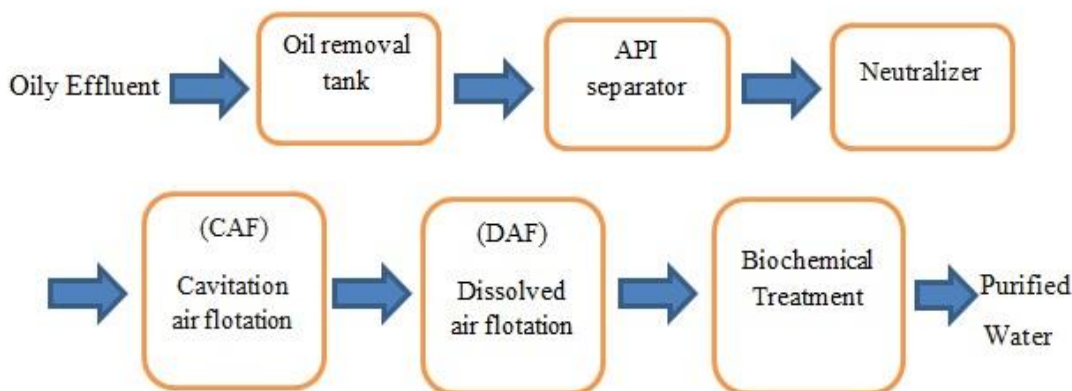 Oily Effluent
Oil removal
tank
API
separator
Neutralizer
(CAF)
Cavitation
air flotation
(DAF)
Dissolved
air flotation
Biochemical
Treatment
Purified
Water